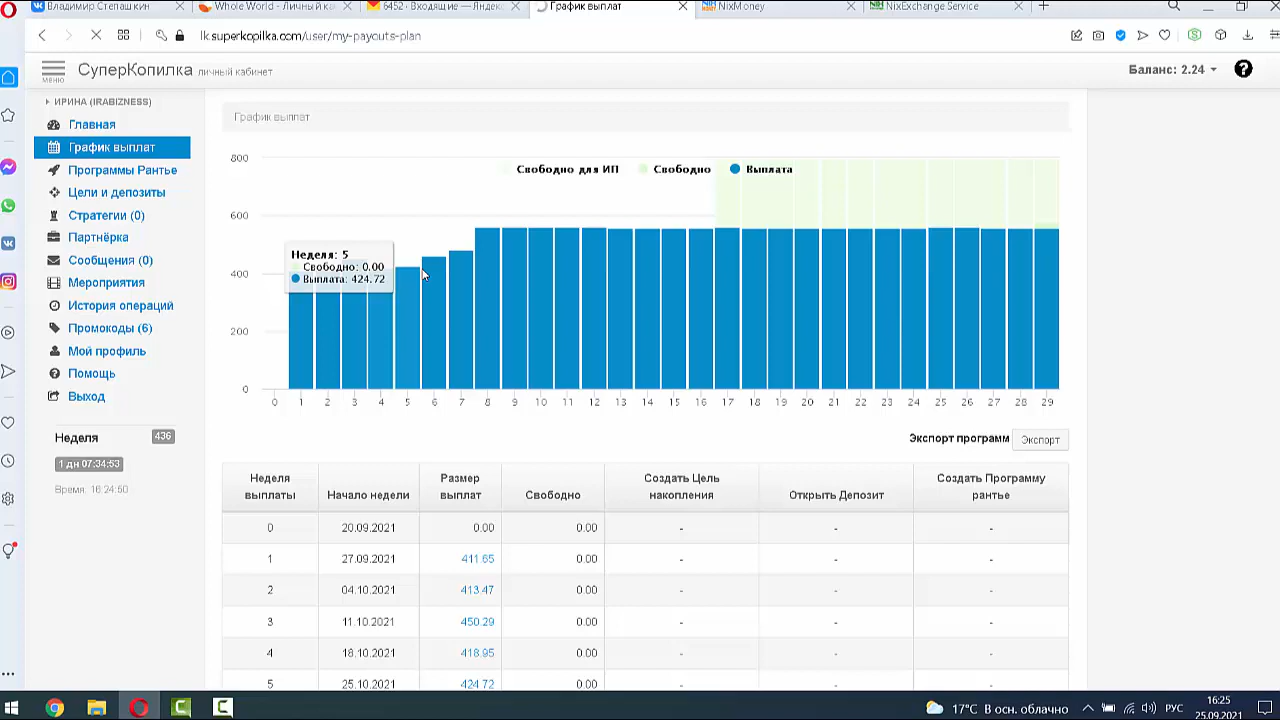 Владимир Степашкин
Whole World - Личный ка
6452 · Входящие — Яндекс
График выплат
NixMoney
NixExchange Service
lk.superkopilka.com/user/my-payouts-plan
МЕНЮ
СуперКопилка личный кабинет
Баланс: 2.24
ИРИНА (IRABIZNESS)
Главная
График выплат
Программы Рантье
Цели и депозиты
Стратегии (0)
Партнёрка
Сообщения (0)
Мероприятия
История операций
Промокоды (6)
Мой профиль
Помощь
Выход
Неделя 436
1 дн 07:34:53
Время: 16:24:50
График выплат
Свободно для ИП Свободно Выплата
800
600
400
200
0
Неделя: 5
Свободно: 0.00
Выплата: 424.72
0 1 2 3 4 5 6 7 8 9 10 11 12 13 14 15 16 17 18 19 20 21 22 23 24 25 26 27 28 29
Экспорт программ Экспорт
Неделя выплаты Начало недели Размер выплат Свободно Создать Цель накопления Открыть Депозит Создать Программу рантье
0 20.09.2021 0.00 0.00 - - -
1 27.09.2021 411.65 0.00 - - -
2 04.10.2021 413.47 0.00 - - -
3 11.10.2021 450.29 0.00 - - -
4 18.10.2021 418.95 0.00 - - -
5 25.10.2021 424.72 0.00 - - -
17°C В осн. облачно
РУС
16:25
25.09.2021